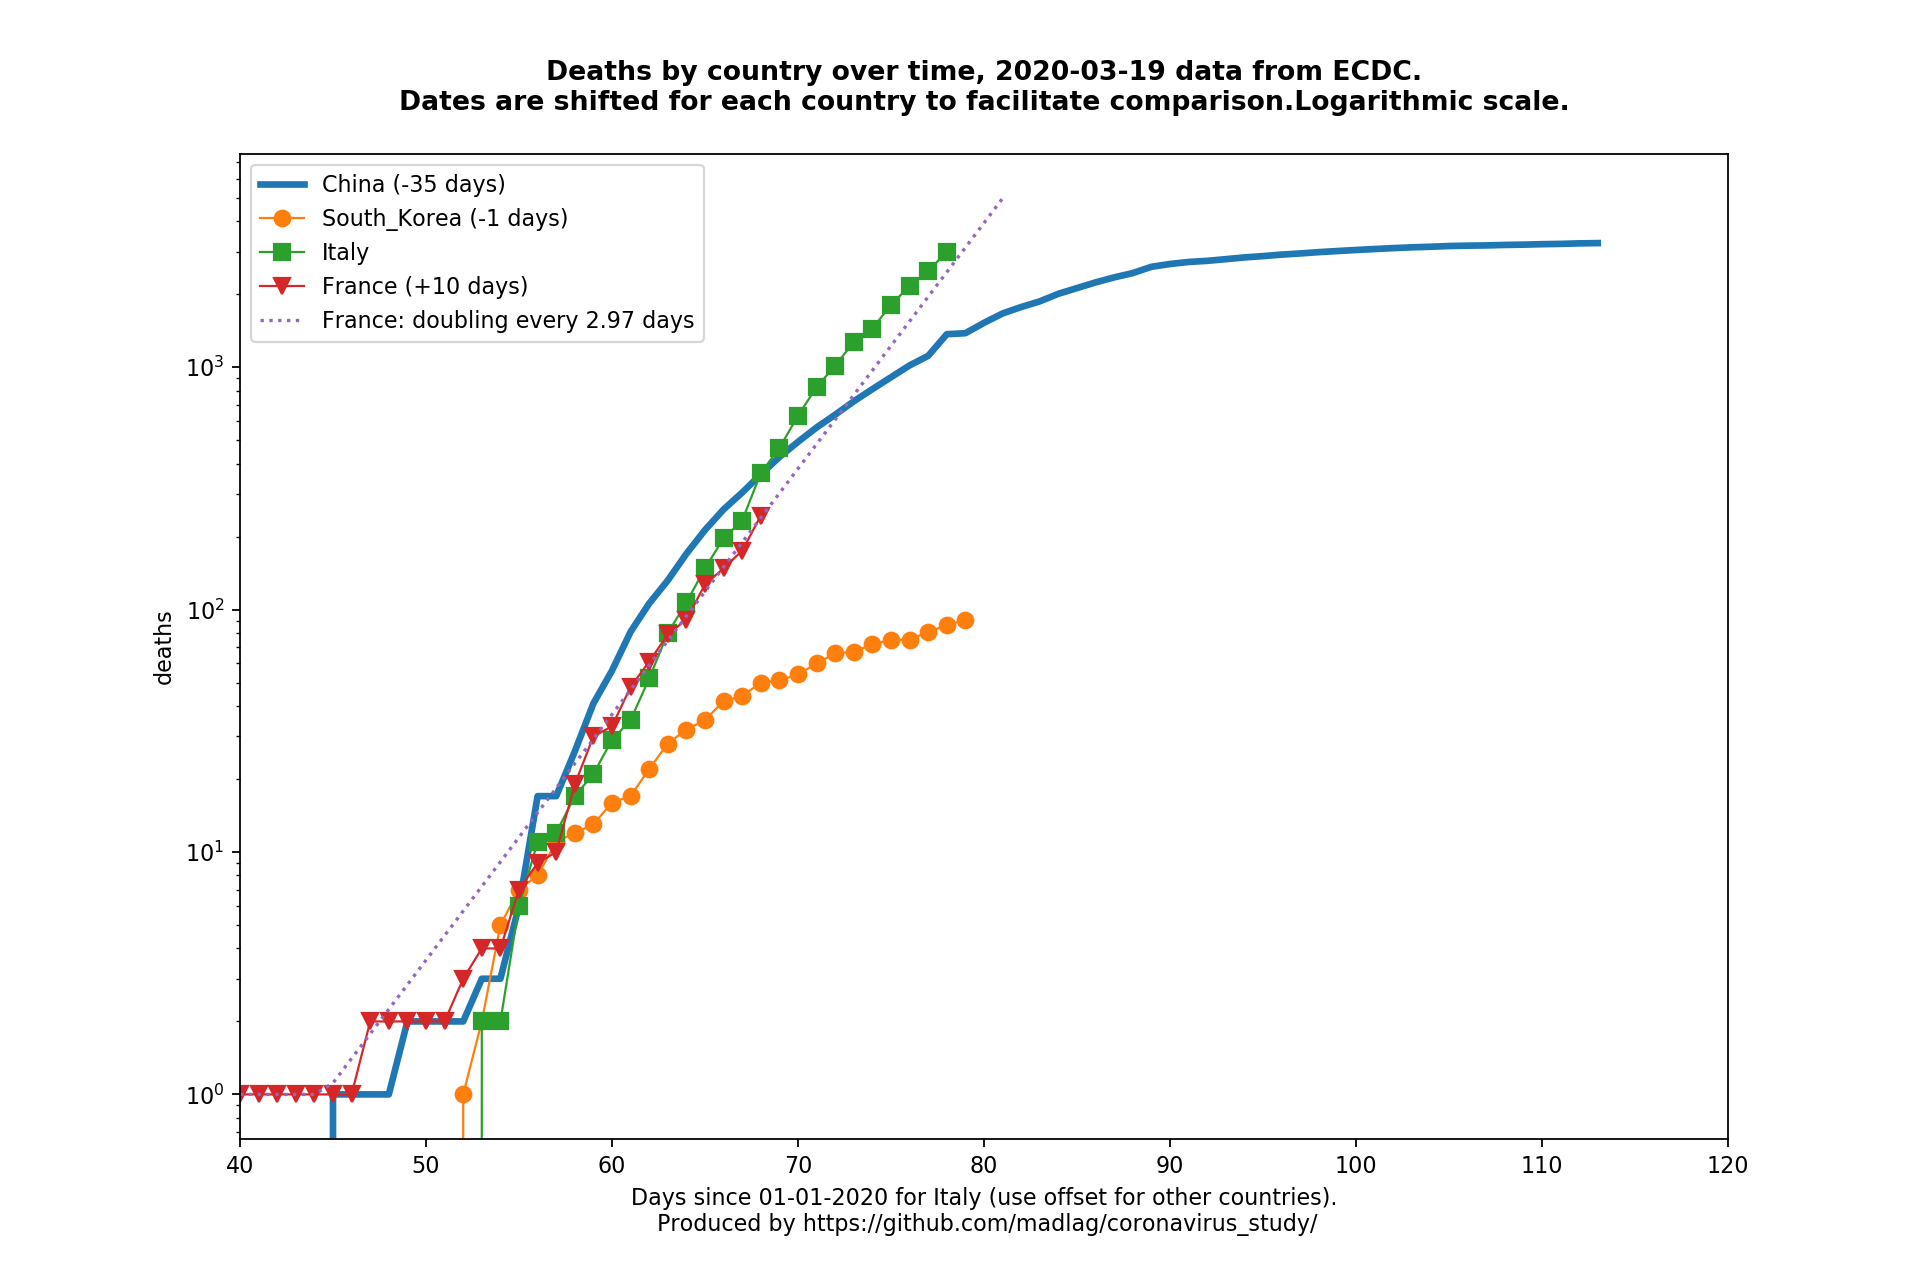 Deaths by country over time, 2020-03-19 data from ECDC.
Dates are shifted for each country to facilitate comparison.Logarithmic scale.
China (-35 days)
South_Korea (-1 days)
Italy
France (+10 days)
France: doubling every 2.97 days
10³
10²
10¹
10⁰
deaths
40 50 60 70 80 90 100 110 120
Days since 01-01-2020 for Italy (use offset for other countries).
Produced by https://github.com/madlag/coronavirus_study/